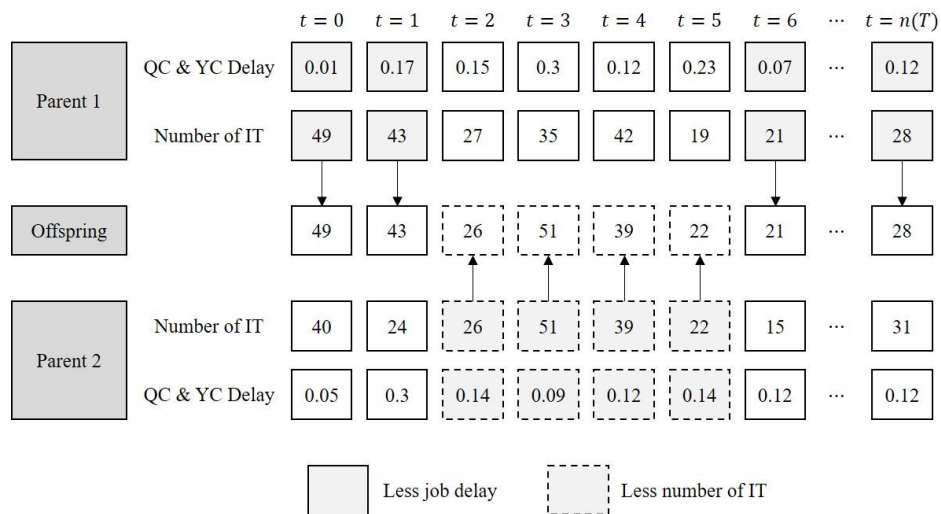 t = 0 t = 1 t = 2 t = 3 t = 4 t = 5 t = 6 ⋯ t = n(T)
Parent 1
QC & YC Delay 0.01 0.17 0.15 0.3 0.12 0.23 0.07 ⋯ 0.12
Number of IT 49 43 27 35 42 19 21 ⋯ 28
Offspring 49 43 26 51 39 22 21 ⋯ 28
Parent 2
Number of IT 40 24 26 51 39 22 15 ⋯ 31
QC & YC Delay 0.05 0.3 0.14 0.09 0.12 0.14 0.12 ⋯ 0.12
Less job delay Less number of IT